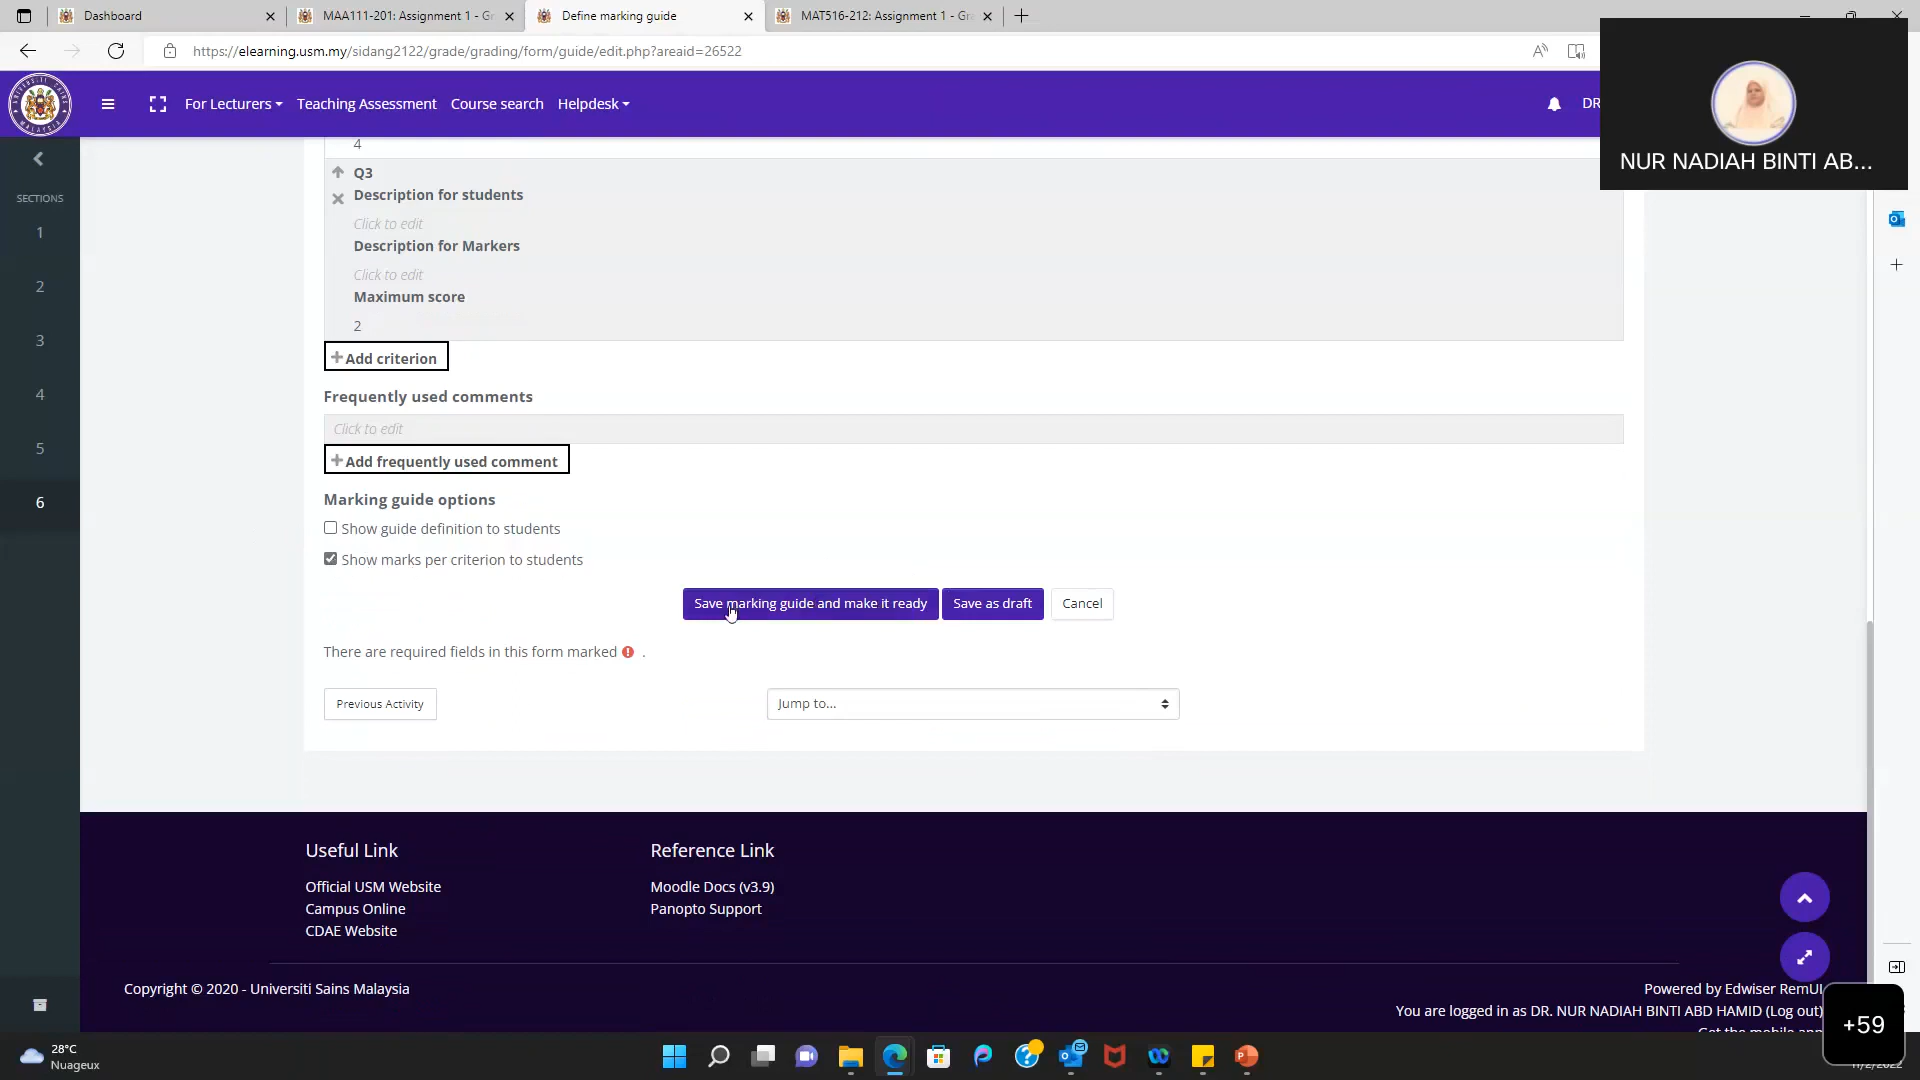 Dashboard
MAA111-201: Assignment 1 - Gr
Define marking guide
MAT516-212: Assignment 1 - Gr
https://elearning.usm.my/sidang2122/grade/grading/form/guide/edit.php?areaid=26522
For Lecturers
Teaching Assessment
Course search
Helpdesk
DR
NUR NADIAH BINTI AB...
SECTIONS
1
2
3
4
5
6
4
Q3
Description for students
Click to edit
Description for Markers
Click to edit
Maximum score
2
Add criterion
Frequently used comments
Click to edit
Add frequently used comment
Marking guide options
Show guide definition to students
Show marks per criterion to students
Save marking guide and make it ready
Save as draft
Cancel
There are required fields in this form marked .
Previous Activity
Jump to...
Useful Link
Official USM Website
Campus Online
CDAE Website
Reference Link
Moodle Docs (v3.9)
Panopto Support
Copyright © 2020 - Universiti Sains Malaysia
Powered by Edwiser RemUI
You are logged in as DR. NUR NADIAH BINTI ABD HAMID (Log out)
Get the mobile app
+59
28°C
Nuageux